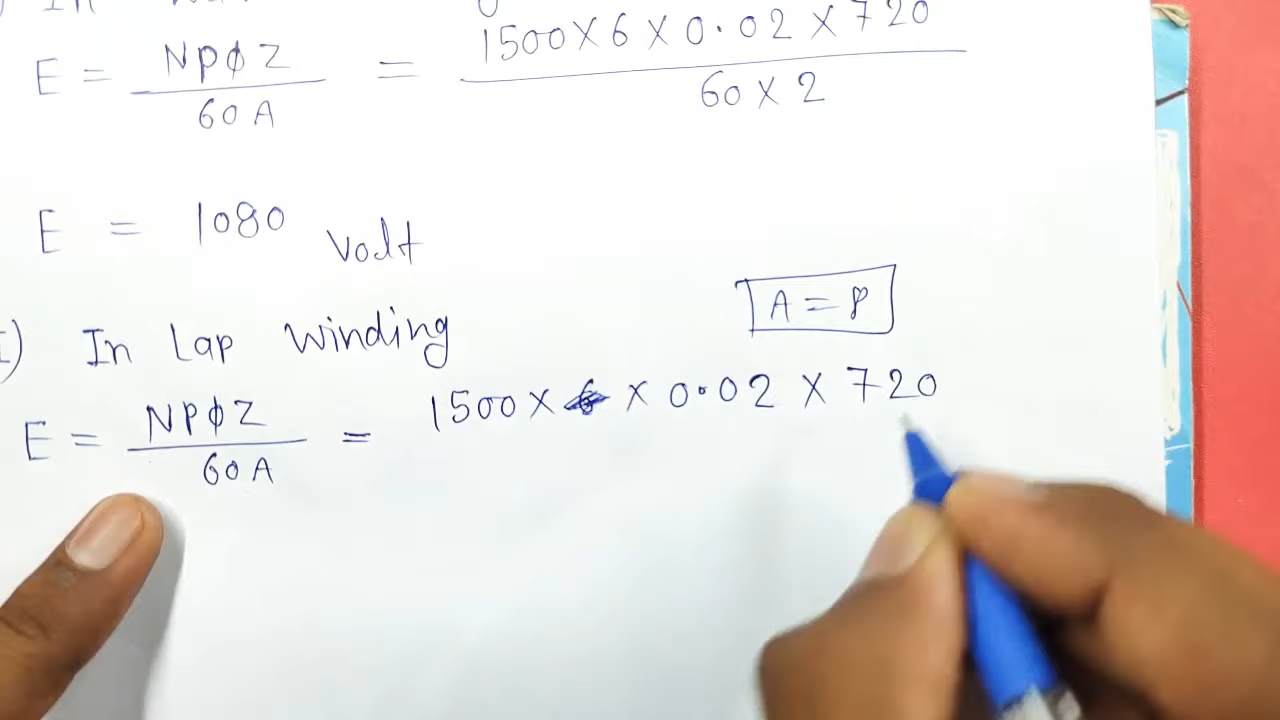 In
E = NPϕZ / 60A = 1500 X 6 X 0.02 X 720 / 60 X 2
E = 1080 Volt
I) In Lap Winding
A = P
E = NPϕZ / 60A = 1500 X 6 X 0.02 X 720